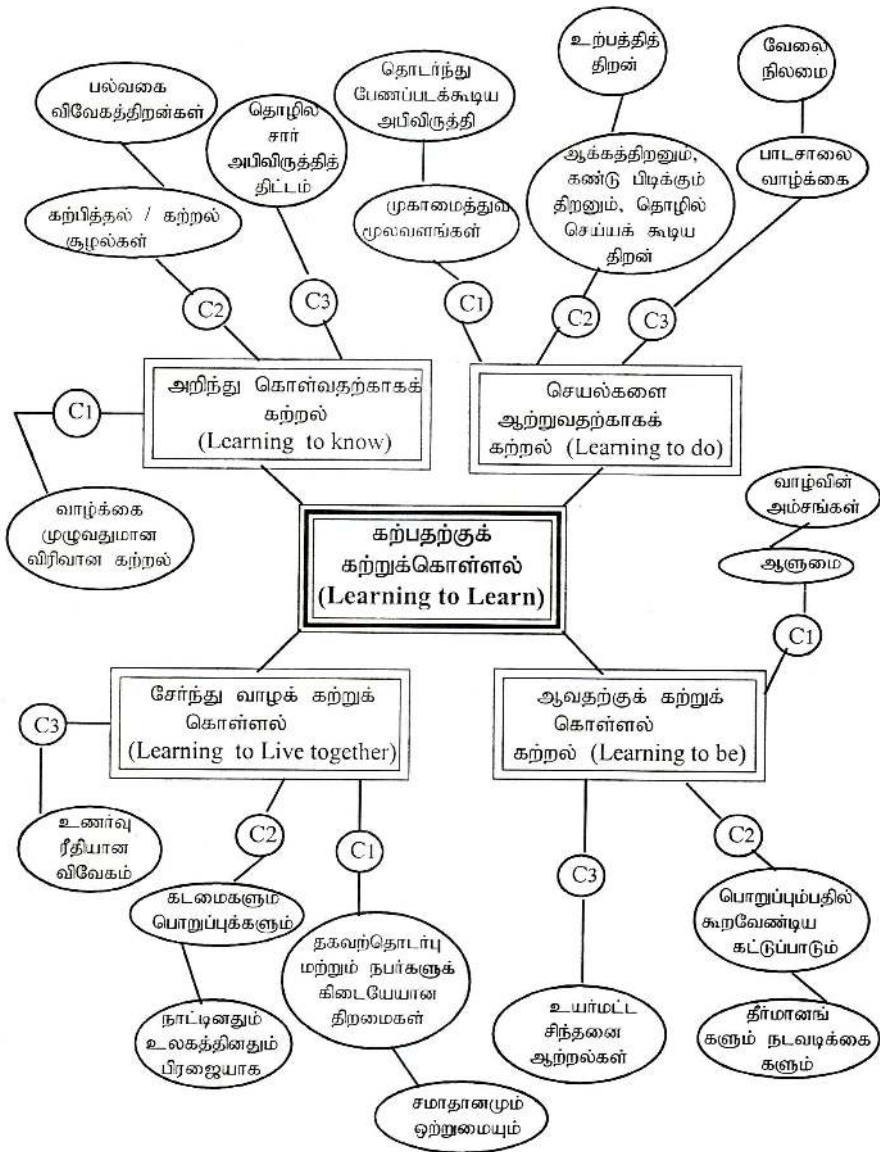 உற்பத்தித்
திறன்
வேலை
நிலமை
தொடர்ந்து
பேணப்படக்கூடிய
அபிவிருத்தி
பல்வகை
விவேகத்திறன்கள்
தொழில்
சார்
அபிவிருத்தித்
திட்டம்
ஆக்கத்திறனும்,
கண்டு பிடிக்கும்
திறனும், தொழில்
செய்யக் கூடிய
திறன்
பாடசாலை
வாழ்க்கை
முகாமைத்துவ
மூலவளங்கள்
கற்பித்தல் / கற்றல்
சூழல்கள்
C2
C3
C1
C2
C3
அறிந்து கொள்வதற்காகக்
கற்றல்
(Learning to know)
செயல்களை
ஆற்றுவதற்காகக்
கற்றல் (Learning to do)
C1
வாழ்க்கை
முழுவதுமான
விரிவான கற்றல்
கற்பதற்குக்
கற்றுக்கொள்ளல்
(Learning to Learn)
வாழ்வின்
அம்சங்கள்
ஆளுமை
C1
சேர்ந்து வாழக் கற்றுக்
கொள்ளல்
(Learning to Live together)
ஆவதற்குக் கற்றுக்
கொள்ளல்
கற்றல் (Learning to be)
C3
C2
C1
C3
C2
உணர்வு
ரீதியான
விவேகம்
கடமைகளும்
பொறுப்புக்களும்
தகவற்தொடர்பு
மற்றும் நபர்களுக்
கிடையேயான
திறமைகள்
பொறுப்பும்பதில்
கூறவேண்டிய
கட்டுப்பாடும்
நாட்டினதும்
உலகத்தினதும்
பிரஜையாக
உயர்மட்ட
சிந்தனை
ஆற்றல்கள்
தீர்மானங்
களும் நடவடிக்கை
களும்
சமாதானமும்
ஒற்றுமையும்